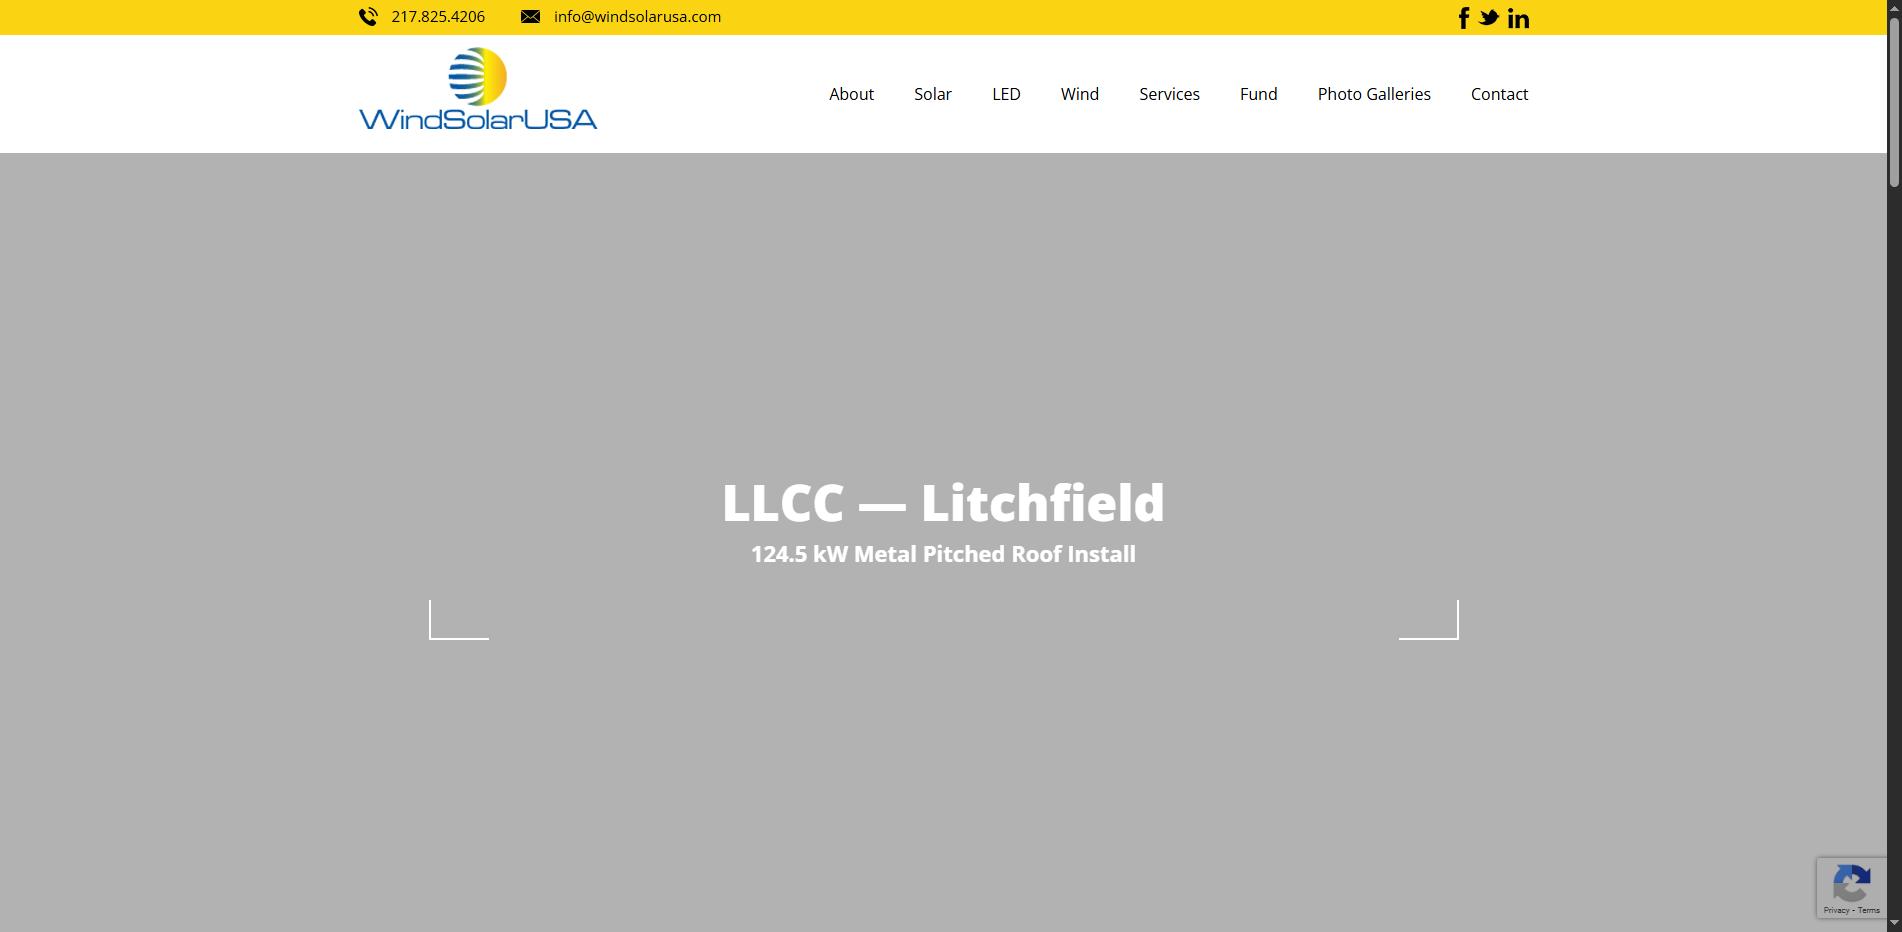 217.825.4206 info@windsolarusa.com
WindSolarUSA
About Solar LED Wind Services Fund Photo Galleries Contact
LLCC — Litchfield
124.5 kW Metal Pitched Roof Install
Privacy - Terms